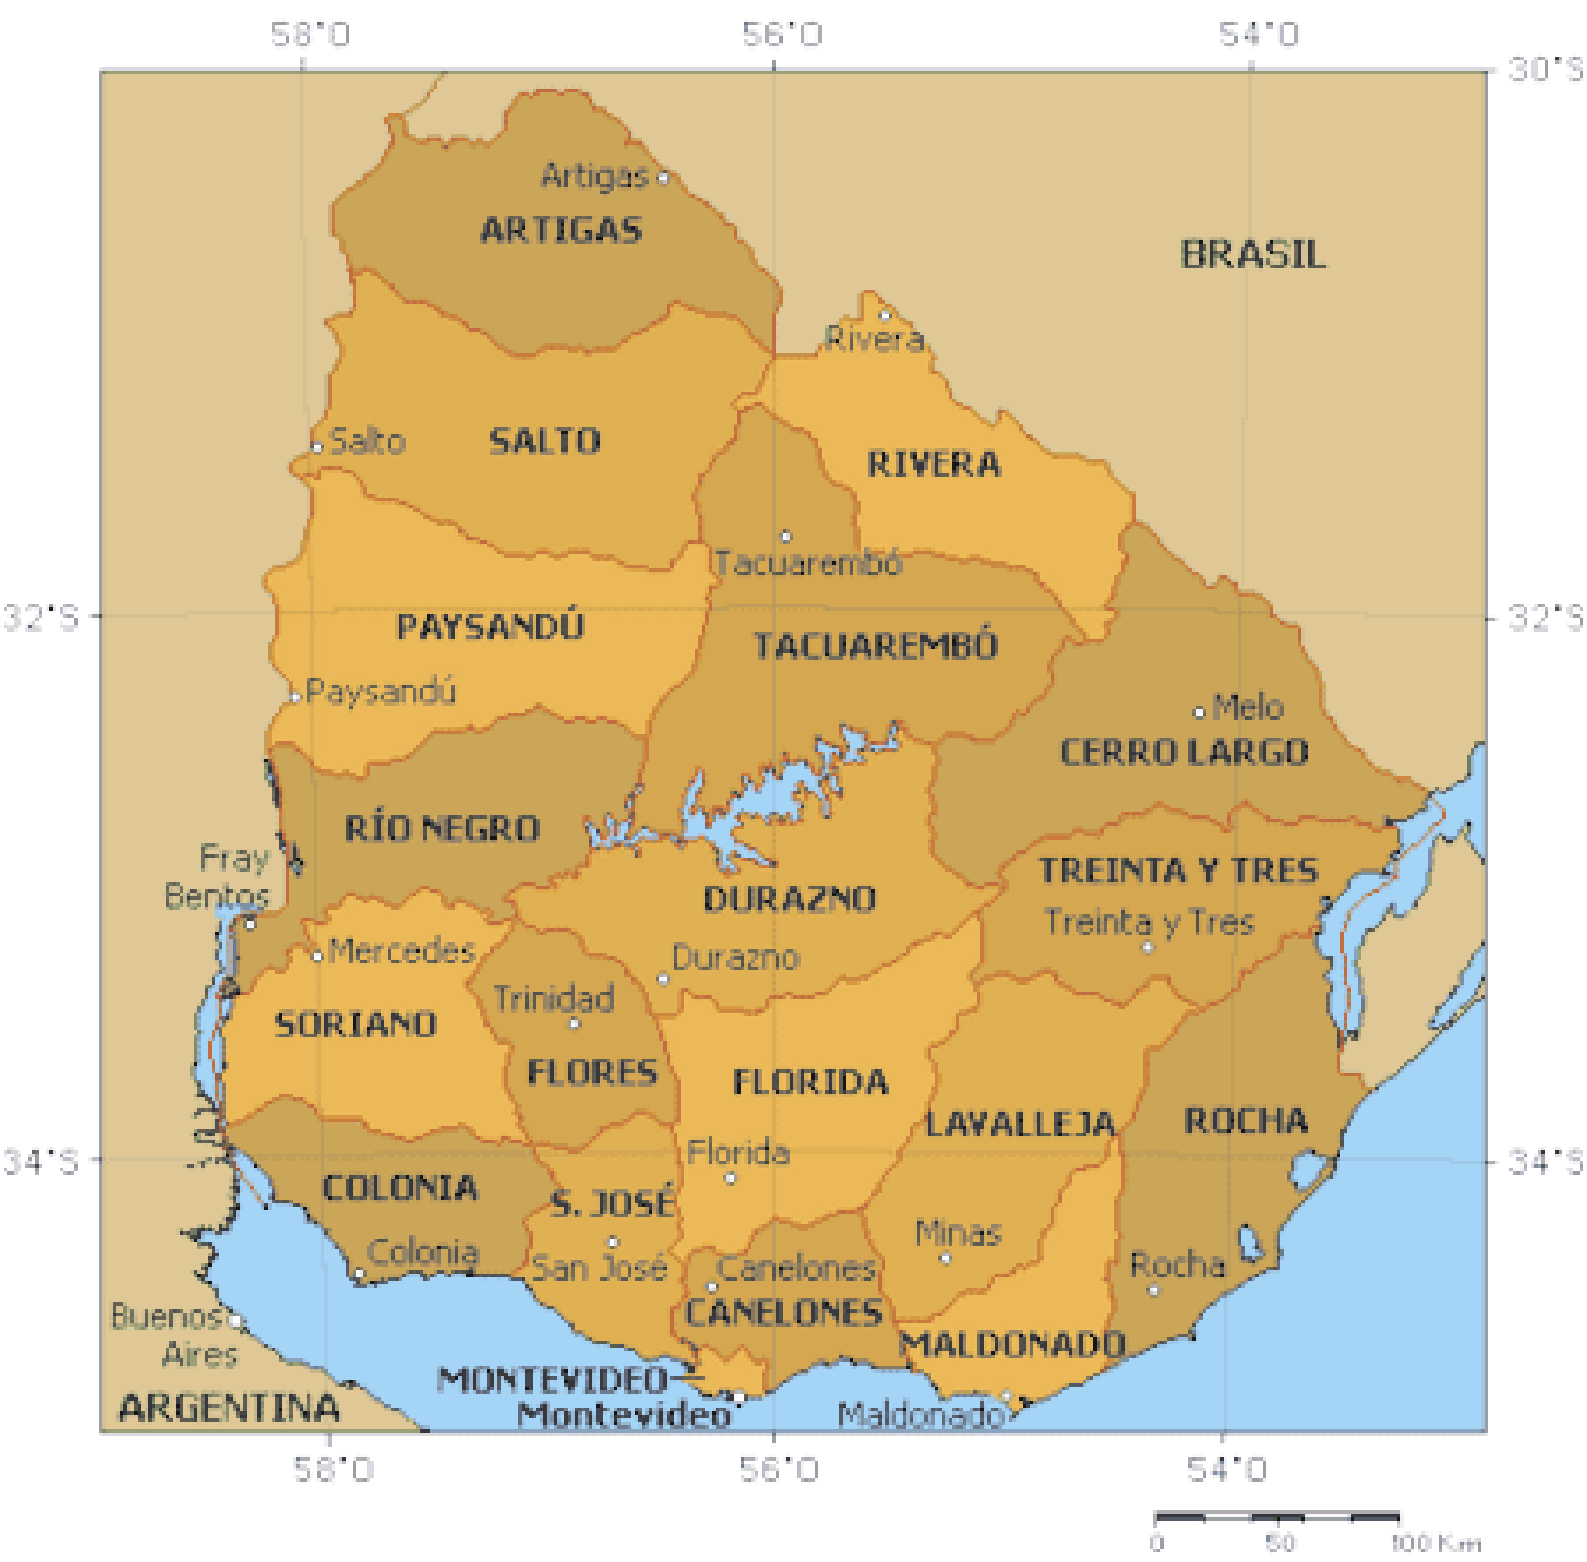 58°O 56°O 54°O
30°S
Artigas
ARTIGAS
BRASIL
Rivera
Salto
SALTO
RIVERA
Tacuarembó
32°S
PAYSANDÚ
TACUAREMBÓ
32°S
Paysandú
Melo
CERRO LARGO
RÍO NEGRO
Fray
Bentos
TREINTA Y TRES
DURAZNO
Treinta y Tres
Mercedes
Durazno
Trinidad
SORIANO
FLORES
FLORIDA
LAVALLEJA
ROCHA
34°S
Florida
34°S
COLONIA
S. JOSÉ
Minas
Colonia
San José
Canelones
Rocha
CANELONES
Buenos
Aires
MALDONADO
MONTEVIDEO
ARGENTINA
Montevideo
Maldonado
58°O 56°O 54°O
0 50 100 Km